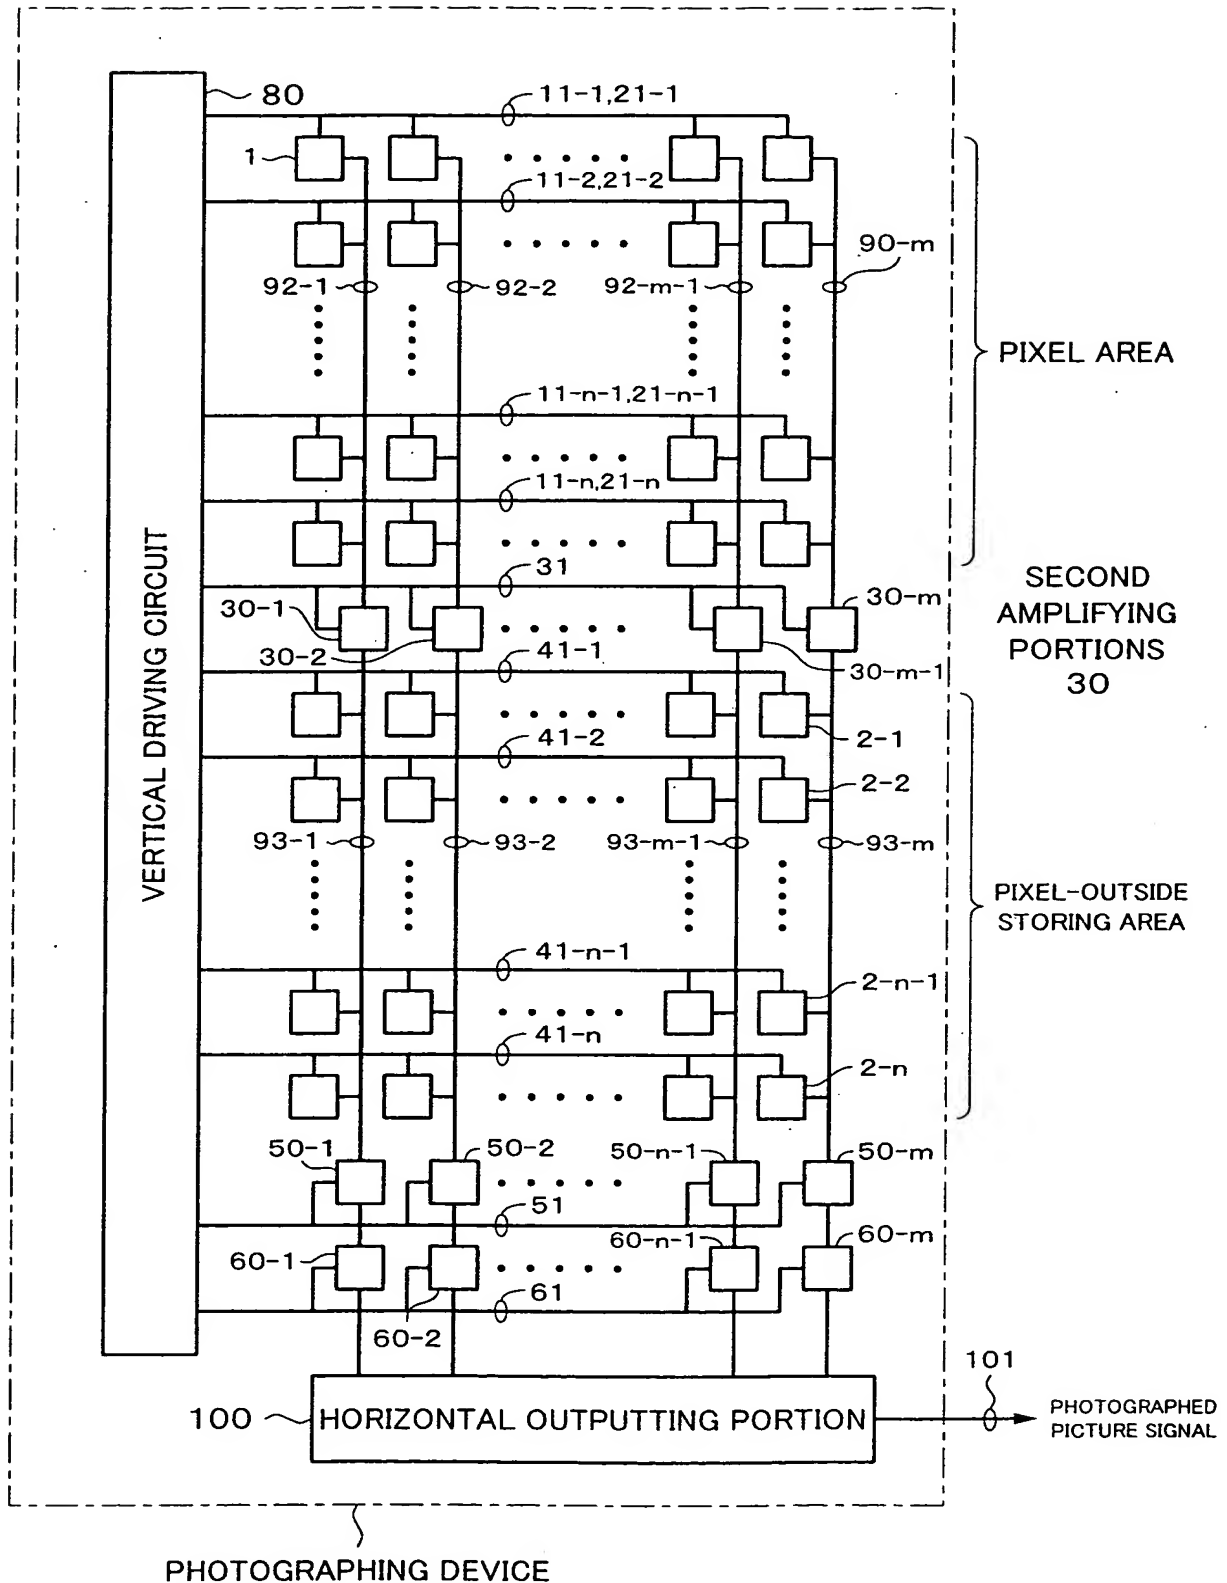 80
11-1,21-1
1
11-2,21-2
90-m
92-1
92-2
92-m-1
PIXEL AREA
11-n-1,21-n-1
11-n,21-n
VERTICAL DRIVING CIRCUIT
31
SECOND
AMPLIFYING
PORTIONS
30
30-1
30-m
30-2
41-1
30-m-1
2-1
41-2
2-2
93-1
93-2
93-m-1
93-m
PIXEL-OUTSIDE
STORING AREA
41-n-1
2-n-1
41-n
2-n
50-1
50-2
50-n-1
50-m
51
60-1
60-n-1
60-m
61
60-2
101
100
HORIZONTAL OUTPUTTING PORTION
PHOTOGRAPHED
PICTURE SIGNAL
PHOTOGRAPHING DEVICE